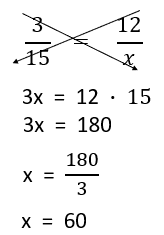 3/15 = 12/x
3x = 12 · 15
3x = 180
x = 180/3
x = 60